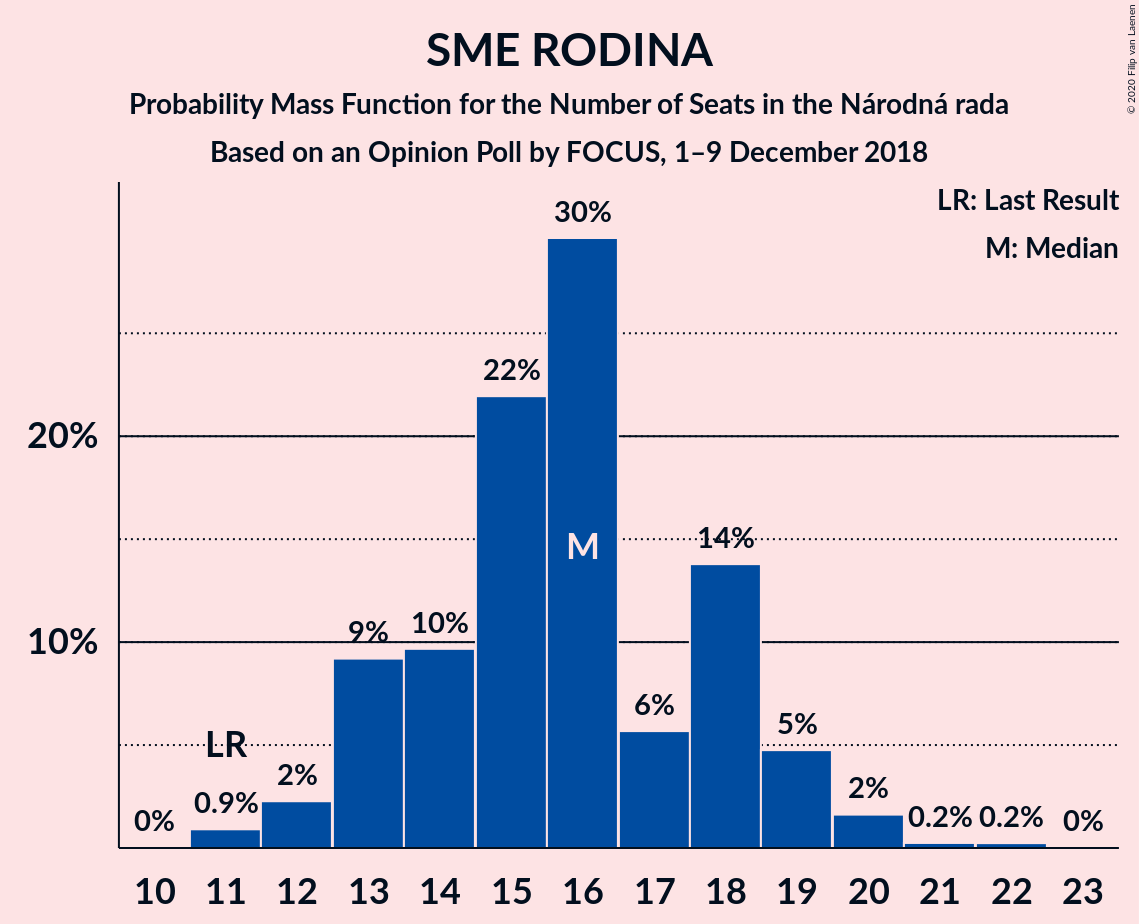 SME RODINA
Probability Mass Function for the Number of Seats in the Národná rada
Based on an Opinion Poll by FOCUS, 1–9 December 2018
© 2020 Filip van Laenen
LR: Last Result
M: Median
30%
22%
20%
14%
M
10%
9%
10%
6%
5%
LR
2%
2%
0%
0.9%
0.2%
0.2%
0%
10 11 12 13 14 15 16 17 18 19 20 21 22 23